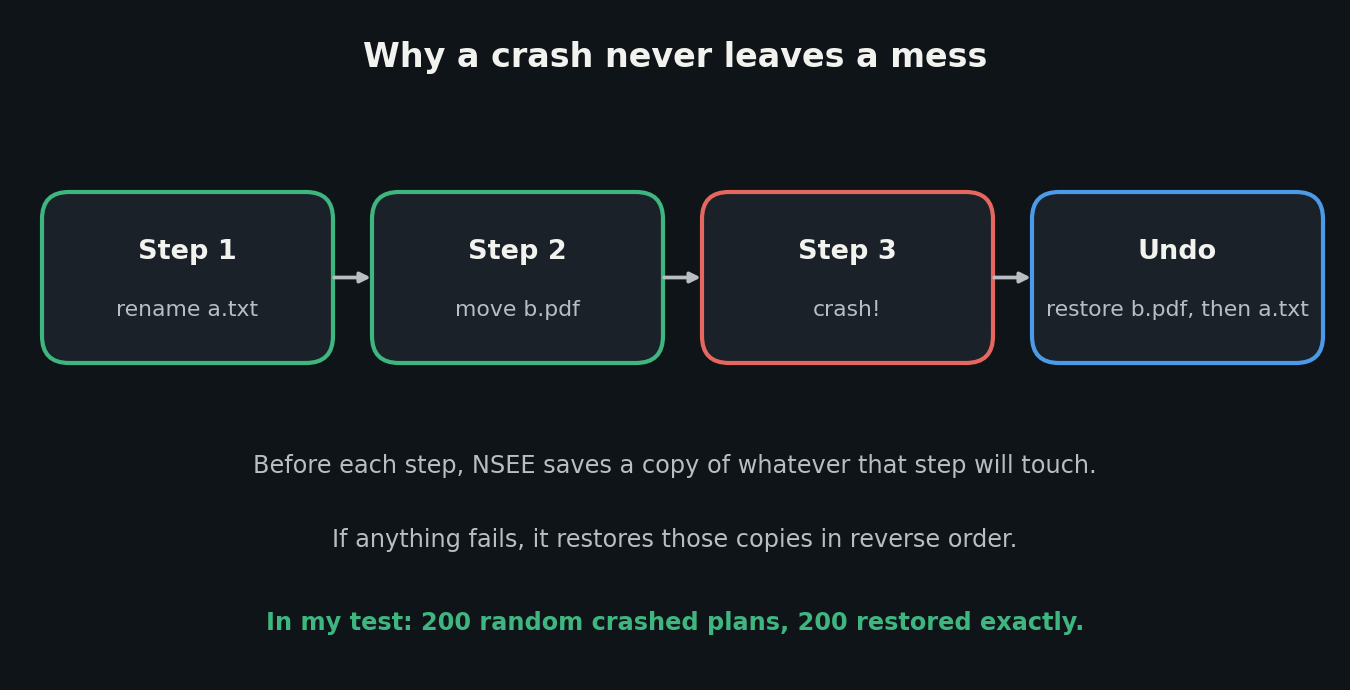 Why a crash never leaves a mess
Step 1
rename a.txt
Step 2
move b.pdf
Step 3
crash!
Undo
restore b.pdf, then a.txt
Before each step, NSEE saves a copy of whatever that step will touch.
If anything fails, it restores those copies in reverse order.
In my test: 200 random crashed plans, 200 restored exactly.